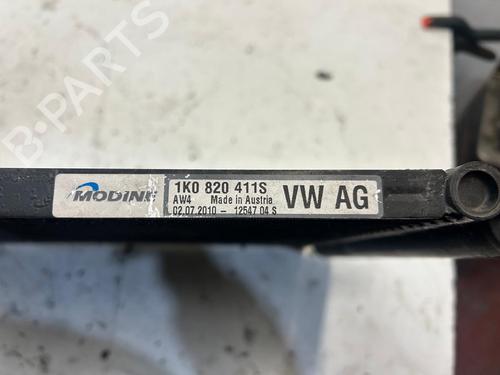 B-PARTS
MODINE
1K0 820 411S
AW4 Made in Austria
02.07.2010 - 12547 04 S
VW AG